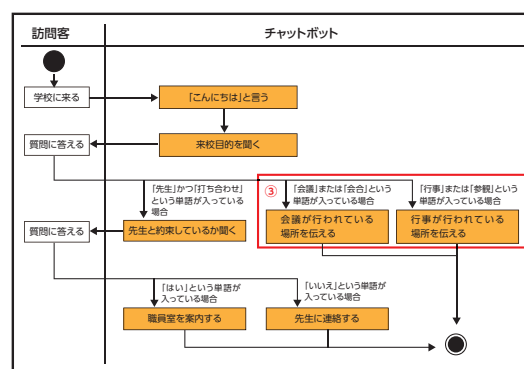 訪問客
チャットボット
学校に来る
「こんにちは」と言う
質問に答える
来校目的を聞く
「先生」かつ「打ち合わせ」
という単語が入っている
場合
③
「会議」または「会合」という
単語が入っている場合
「行事」または「参観」という
単語が入っている場合
質問に答える
先生と約束しているか聞く
会議が行われている
場所を伝える
行事が行われている
場所を伝える
「はい」という単語が
入っている場合
「いいえ」という単語が
入っている場合
職員室を案内する
先生に連絡する